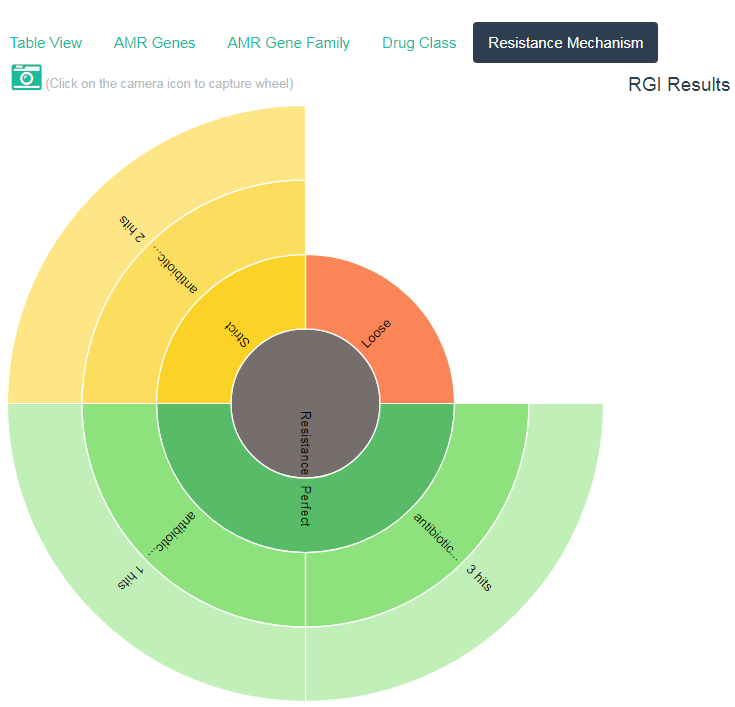 Table View AMR Genes AMR Gene Family Drug Class Resistance Mechanism
(Click on the camera icon to capture wheel)
RGI Results
2 hits
antibiotic...
Strict
Loose
Resistance
Perfect
antibiotic...
1 hits
antibiotic...
3 hits